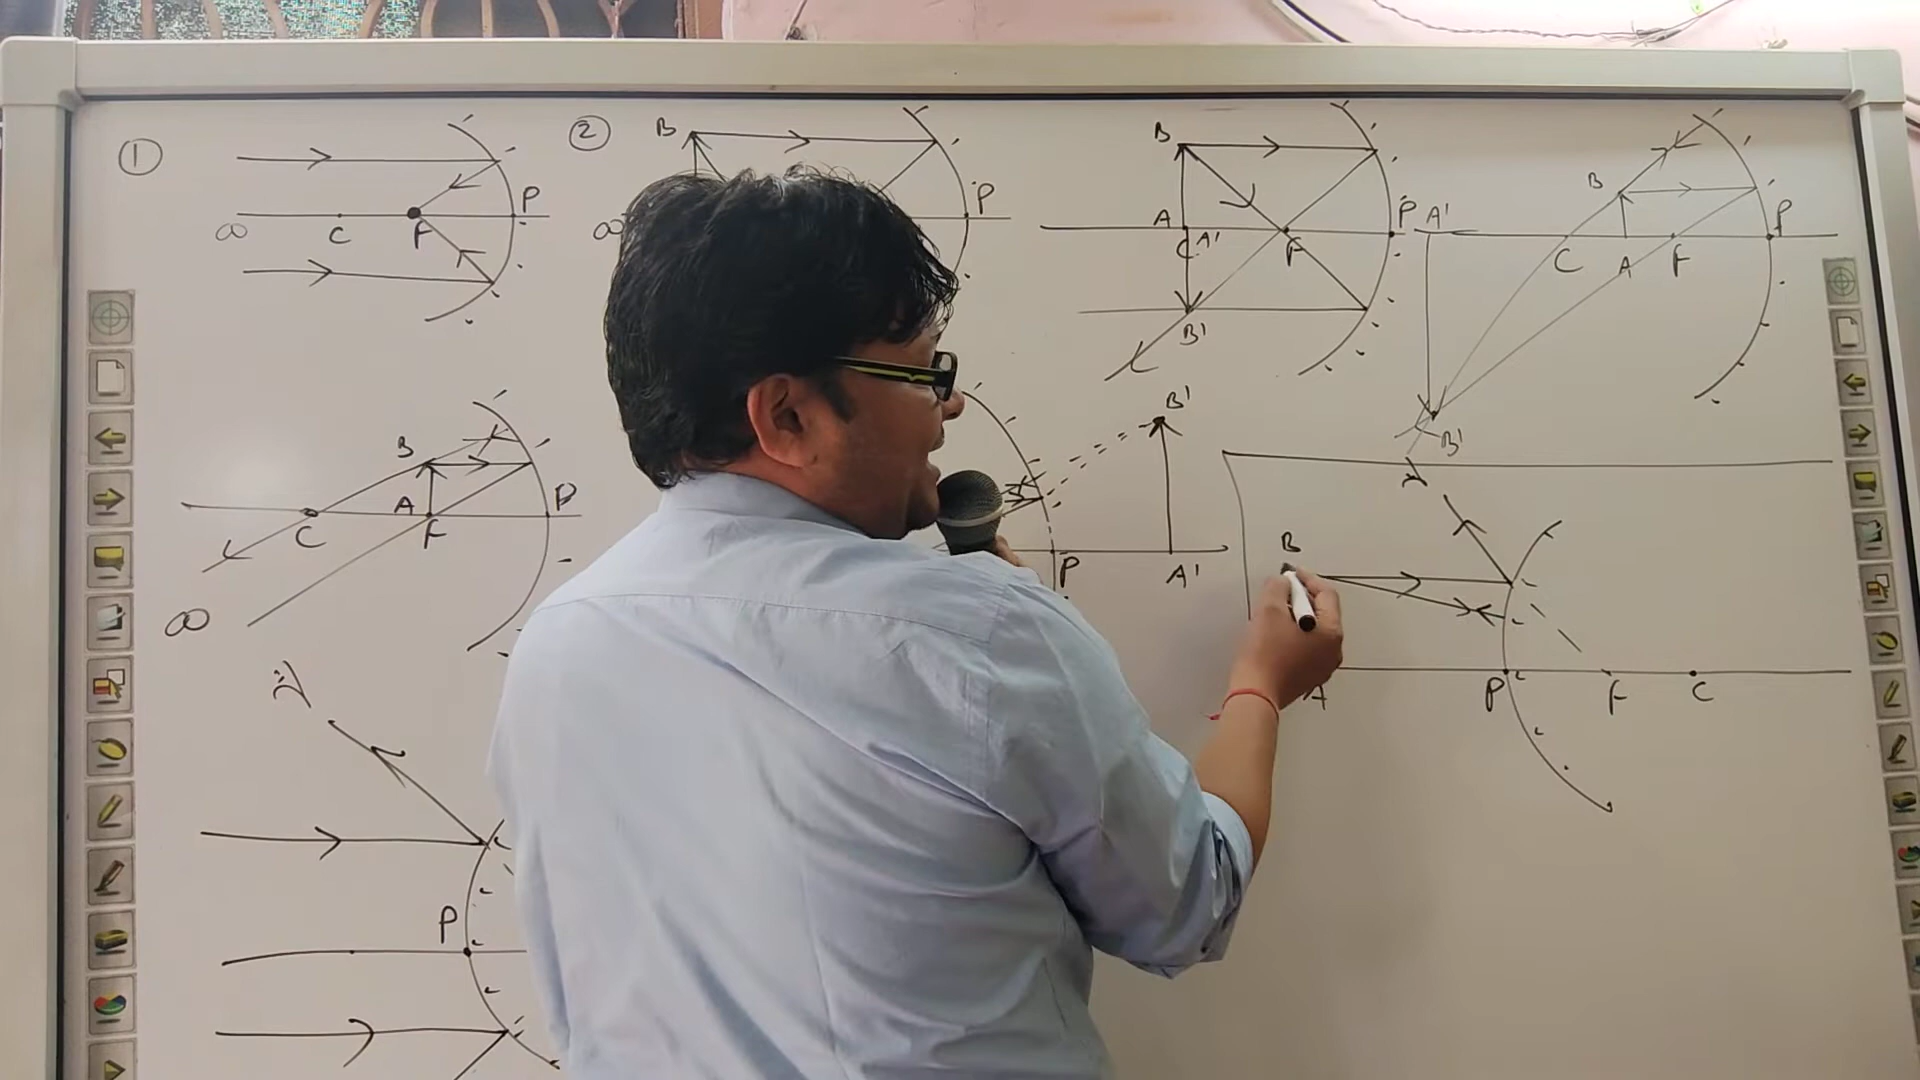 ① ② B B
P P P A' B P
∞ C F ∞ A C A' F C A F
B' B'
B B'
C A F P P A'
∞
B
A P F C
P